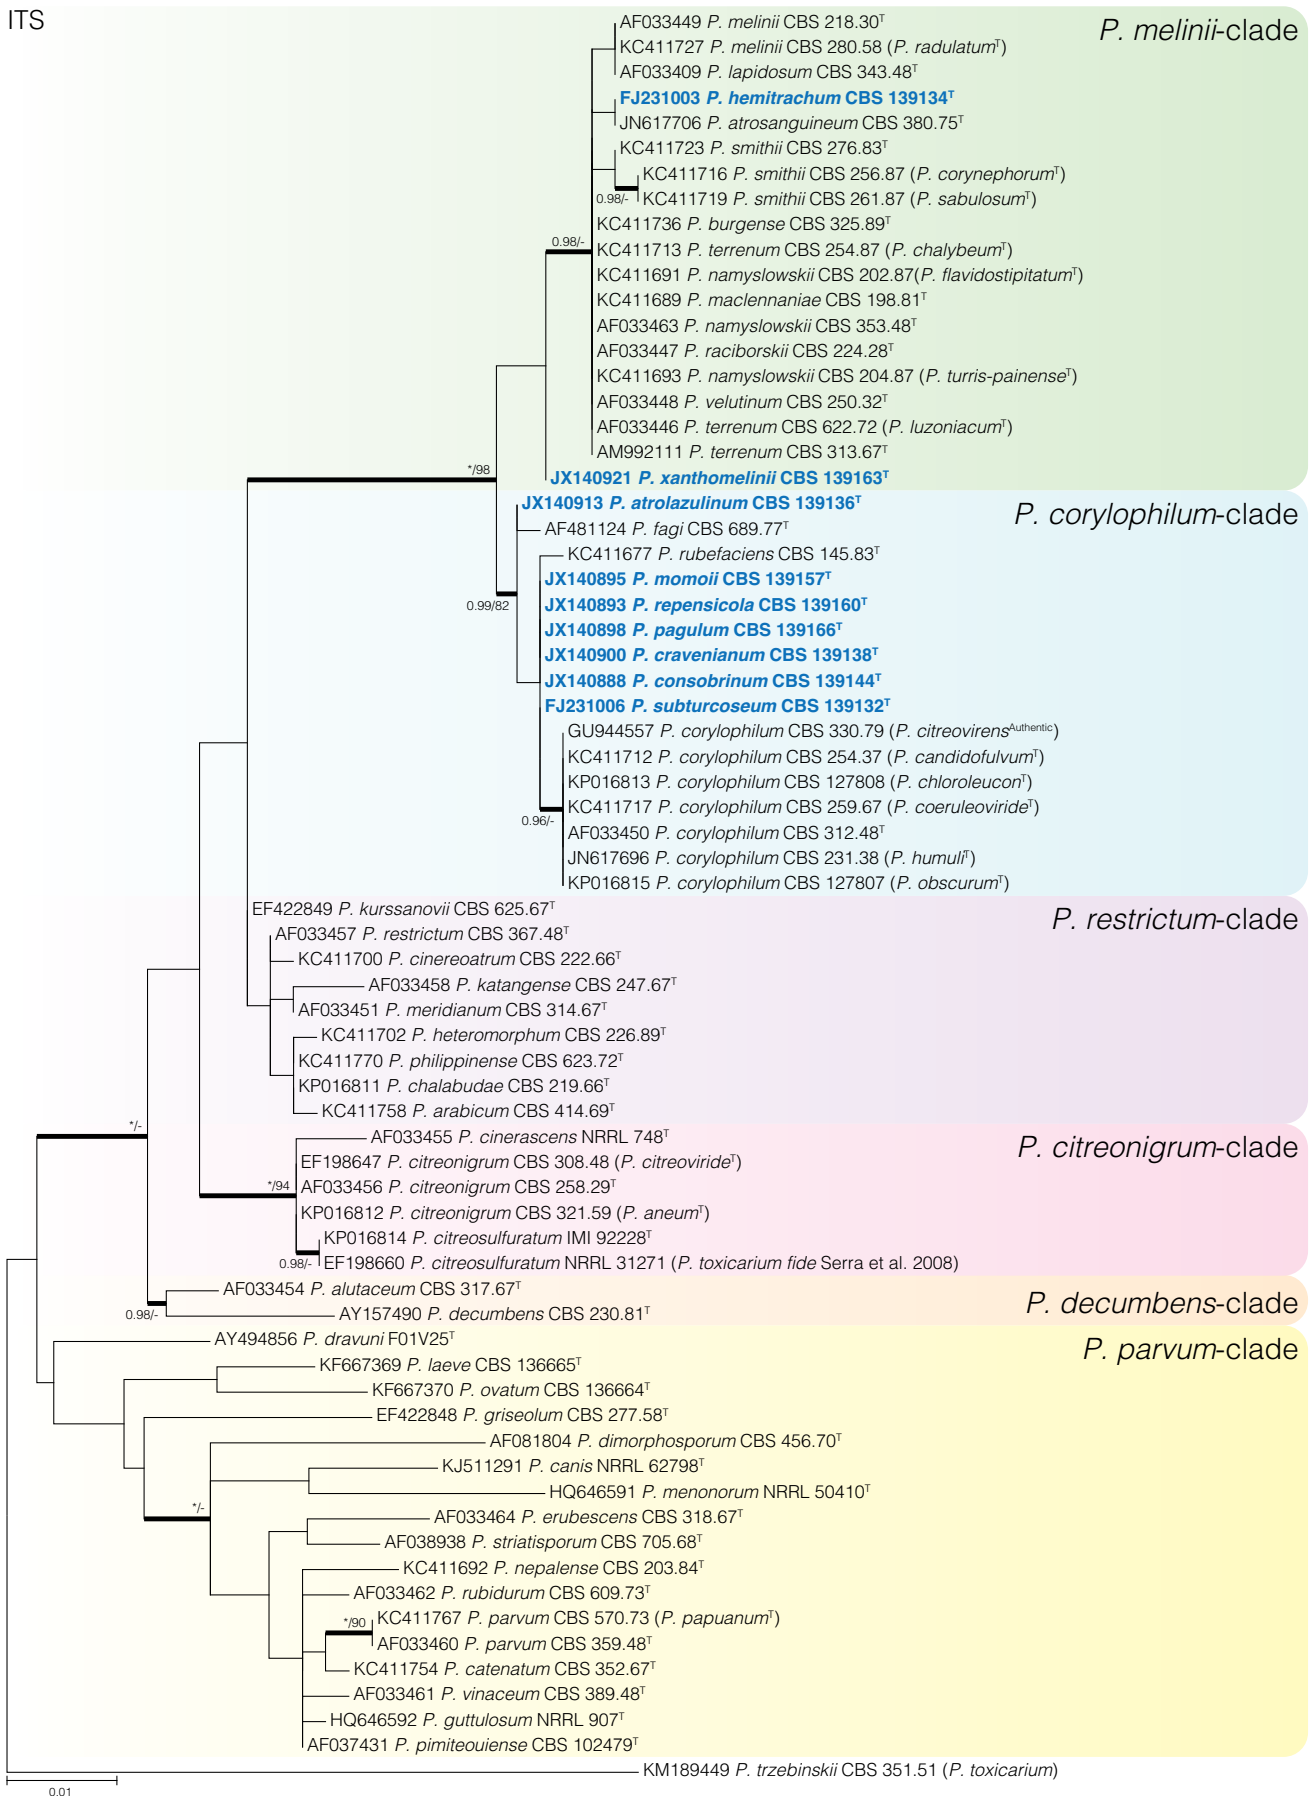 ITS
AF033449 P. melinii CBS 218.30T
P. melinii-clade
KC411727 P. melinii CBS 280.58 (P. radulatumT)
AF033409 P. lapidosum CBS 343.48T
FJ231003 P. hemitrachum CBS 139134T
JN617706 P. atrosanguineum CBS 380.75T
KC411723 P. smithii CBS 276.83T
KC411716 P. smithii CBS 256.87 (P. corynephorumT)
0.98/-
KC411719 P. smithii CBS 261.87 (P. sabulosumT)
KC411736 P. burgense CBS 325.89T
0.98/-
KC411713 P. terrenum CBS 254.87 (P. chalybeumT)
KC411691 P. namyslowskii CBS 202.87(P. flavidostipitatumT)
KC411689 P. maclennaniae CBS 198.81T
AF033463 P. namyslowskii CBS 353.48T
AF033447 P. raciborskii CBS 224.28T
KC411693 P. namyslowskii CBS 204.87 (P. turris-painenseT)
AF033448 P. velutinum CBS 250.32T
AF033446 P. terrenum CBS 622.72 (P. luzoniacumT)
AM992111 P. terrenum CBS 313.67T
*/98
JX140921 P. xanthomelinii CBS 139163T
JX140913 P. atrolazulinum CBS 139136T
P. corylophilum-clade
AF481124 P. fagi CBS 689.77T
KC411677 P. rubefaciens CBS 145.83T
JX140895 P. momoii CBS 139157T
0.99/82
JX140893 P. repensicola CBS 139160T
JX140898 P. pagulum CBS 139166T
JX140900 P. cravenianum CBS 139138T
JX140888 P. consobrinum CBS 139144T
FJ231006 P. subturcoseum CBS 139132T
GU944557 P. corylophilum CBS 330.79 (P. citreovirensAuthentic)
KC411712 P. corylophilum CBS 254.37 (P. candidofulvumT)
KP016813 P. corylophilum CBS 127808 (P. chloroleuconT)
KC411717 P. corylophilum CBS 259.67 (P. coeruleovirideT)
0.96/-
AF033450 P. corylophilum CBS 312.48T
JN617696 P. corylophilum CBS 231.38 (P. humuliT)
KP016815 P. corylophilum CBS 127807 (P. obscurumT)
EF422849 P. kurssanovii CBS 625.67T
P. restrictum-clade
AF033457 P. restrictum CBS 367.48T
KC411700 P. cinereoatrum CBS 222.66T
AF033458 P. katangense CBS 247.67T
AF033451 P. meridianum CBS 314.67T
KC411702 P. heteromorphum CBS 226.89T
KC411770 P. philippinense CBS 623.72T
KP016811 P. chalabudae CBS 219.66T
KC411758 P. arabicum CBS 414.69T
*/-
AF033455 P. cinerascens NRRL 748T
P. citreonigrum-clade
EF198647 P. citreonigrum CBS 308.48 (P. citreovirideT)
*/94
AF033456 P. citreonigrum CBS 258.29T
KP016812 P. citreonigrum CBS 321.59 (P. aneumT)
KP016814 P. citreosulfuratum IMI 92228T
0.98/-
EF198660 P. citreosulfuratum NRRL 31271 (P. toxicarium fide Serra et al. 2008)
AF033454 P. alutaceum CBS 317.67T
P. decumbens-clade
0.98/-
AY157490 P. decumbens CBS 230.81T
AY494856 P. dravuni F01V25T
P. parvum-clade
KF667369 P. laeve CBS 136665T
KF667370 P. ovatum CBS 136664T
EF422848 P. griseolum CBS 277.58T
AF081804 P. dimorphosporum CBS 456.70T
KJ511291 P. canis NRRL 62798T
HQ646591 P. menonorum NRRL 50410T
*/-
AF033464 P. erubescens CBS 318.67T
AF038938 P. striatisporum CBS 705.68T
KC411692 P. nepalense CBS 203.84T
AF033462 P. rubidurum CBS 609.73T
*/90
KC411767 P. parvum CBS 570.73 (P. papuanumT)
AF033460 P. parvum CBS 359.48T
KC411754 P. catenatum CBS 352.67T
AF033461 P. vinaceum CBS 389.48T
HQ646592 P. guttulosum NRRL 907T
AF037431 P. pimiteouiense CBS 102479T
KM189449 P. trzebinskii CBS 351.51 (P. toxicarium)
0.01